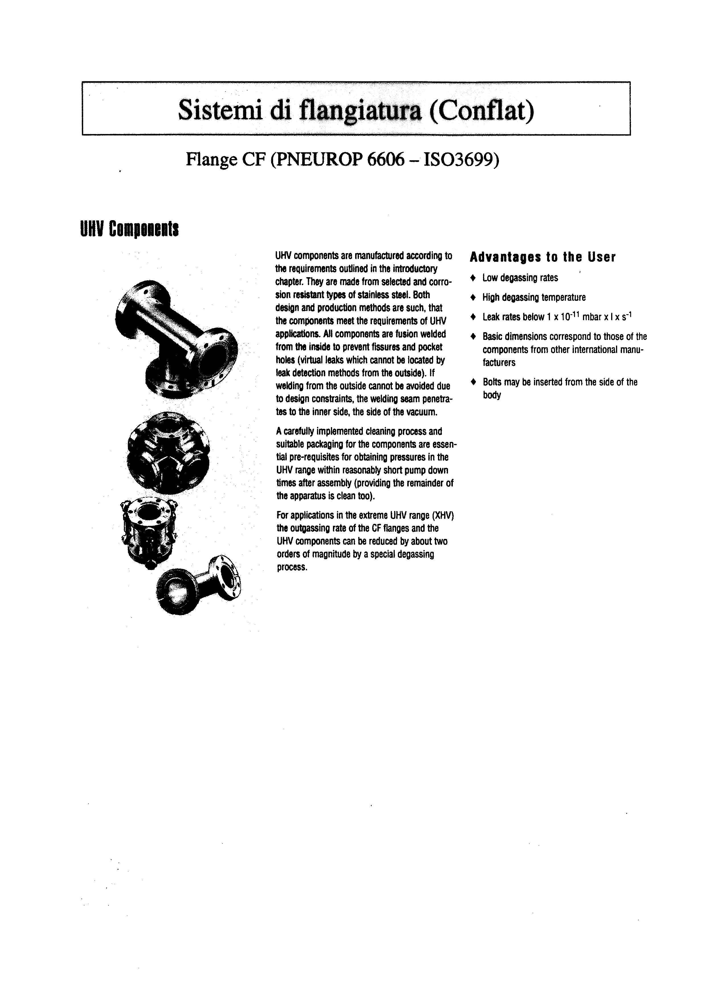 Sistemi di flangiatura (Conflat)
Flange CF (PNEUROP 6606 – ISO3699)
UHV Components
UHV components are manufactured according to
the requirements outlined in the introductory
chapter. They are made from selected and corro-
sion resistant types of stainless steel. Both
design and production methods are such, that
the components meet the requirements of UHV
applications. All components are fusion welded
from the inside to prevent fissures and pocket
holes (virtual leaks which cannot be located by
leak detection methods from the outside). If
welding from the outside cannot be avoided due
to design constraints, the welding seam penetra-
tes to the inner side, the side of the vacuum.
A carefully implemented cleaning process and
suitable packaging for the components are essen-
tial pre-requisites for obtaining pressures in the
UHV range within reasonably short pump down
times after assembly (providing the remainder of
the apparatus is clean too).
For applications in the extreme UHV range (XHV)
the outgassing rate of the CF flanges and the
UHV components can be reduced by about two
orders of magnitude by a special degassing
process.
Advantages to the User
♦ Low degassing rates
♦ High degassing temperature
♦ Leak rates below 1 x 10⁻¹¹ mbar x l x s⁻¹
♦ Basic dimensions correspond to those of the
components from other international manu-
facturers
♦ Bolts may be inserted from the side of the
body